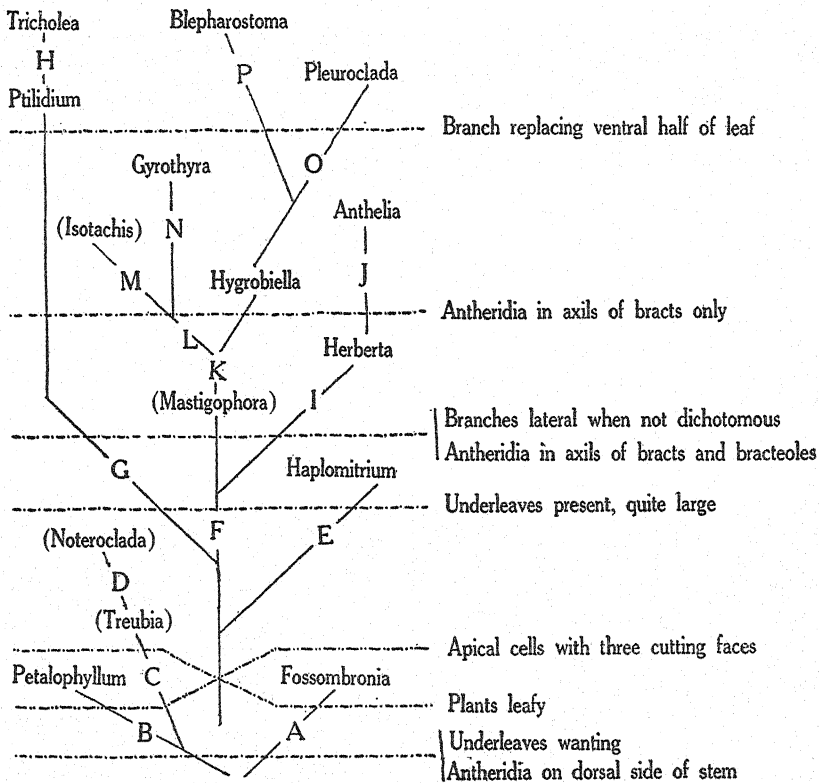 Tricholea
Blepharostoma
H
P
Pleuroclada
Ptilidium
Branch replacing ventral half of leaf
Gyrothyra
O
Anthelia
(Isotachis)
N
M
Hygrobiella
J
Antheridia in axils of bracts only
L
K
Herberta
(Mastigophora)
I
Branches lateral when not dichotomous
Antheridia in axils of bracts and bracteoles
G
Haplomitrium
Underleaves present, quite large
F
E
(Noteroclada)
D
(Treubia)
Apical cells with three cutting faces
Petalophyllum
C
Fossombronia
Plants leafy
B
A
Underleaves wanting
Antheridia on dorsal side of stem